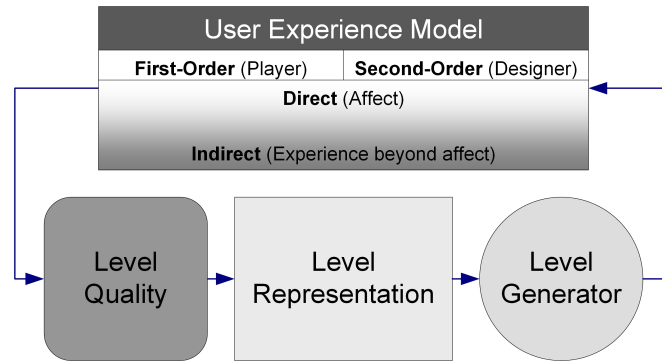 User Experience Model
First-Order (Player)
Second-Order (Designer)
Direct (Affect)
Indirect (Experience beyond affect)
Level
Quality
Level
Representation
Level
Generator